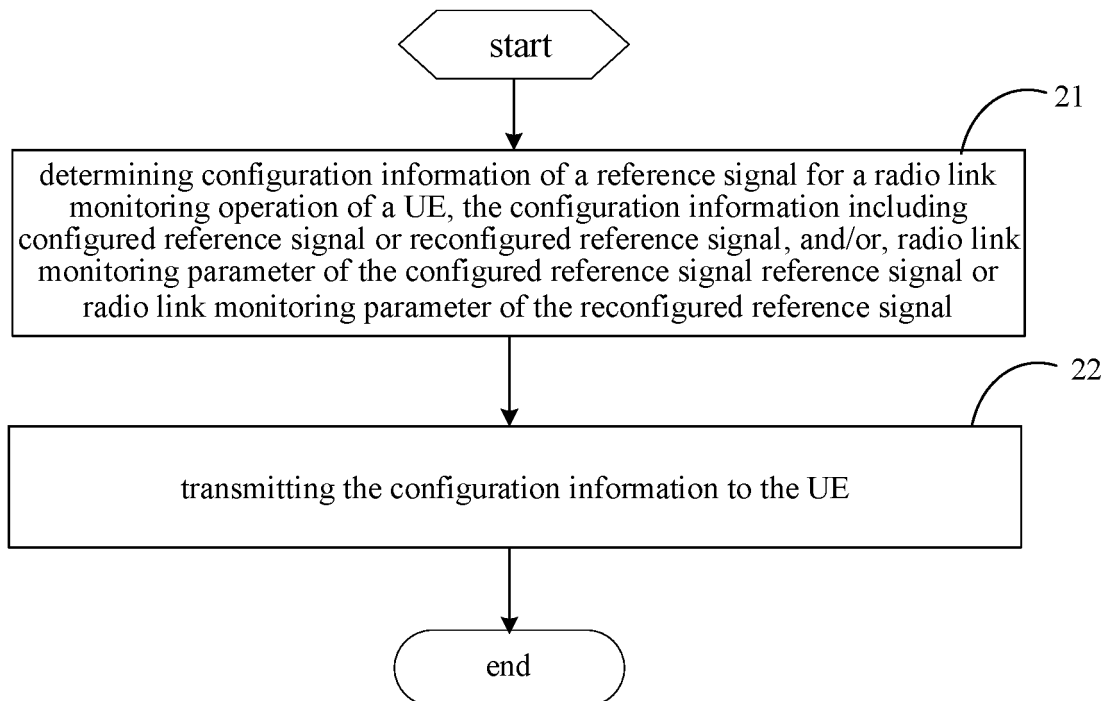 start
21
determining configuration information of a reference signal for a radio link
monitoring operation of a UE, the configuration information including
configured reference signal or reconfigured reference signal, and/or, radio link
monitoring parameter of the configured reference signal reference signal or
radio link monitoring parameter of the reconfigured reference signal
22
transmitting the configuration information to the UE
end